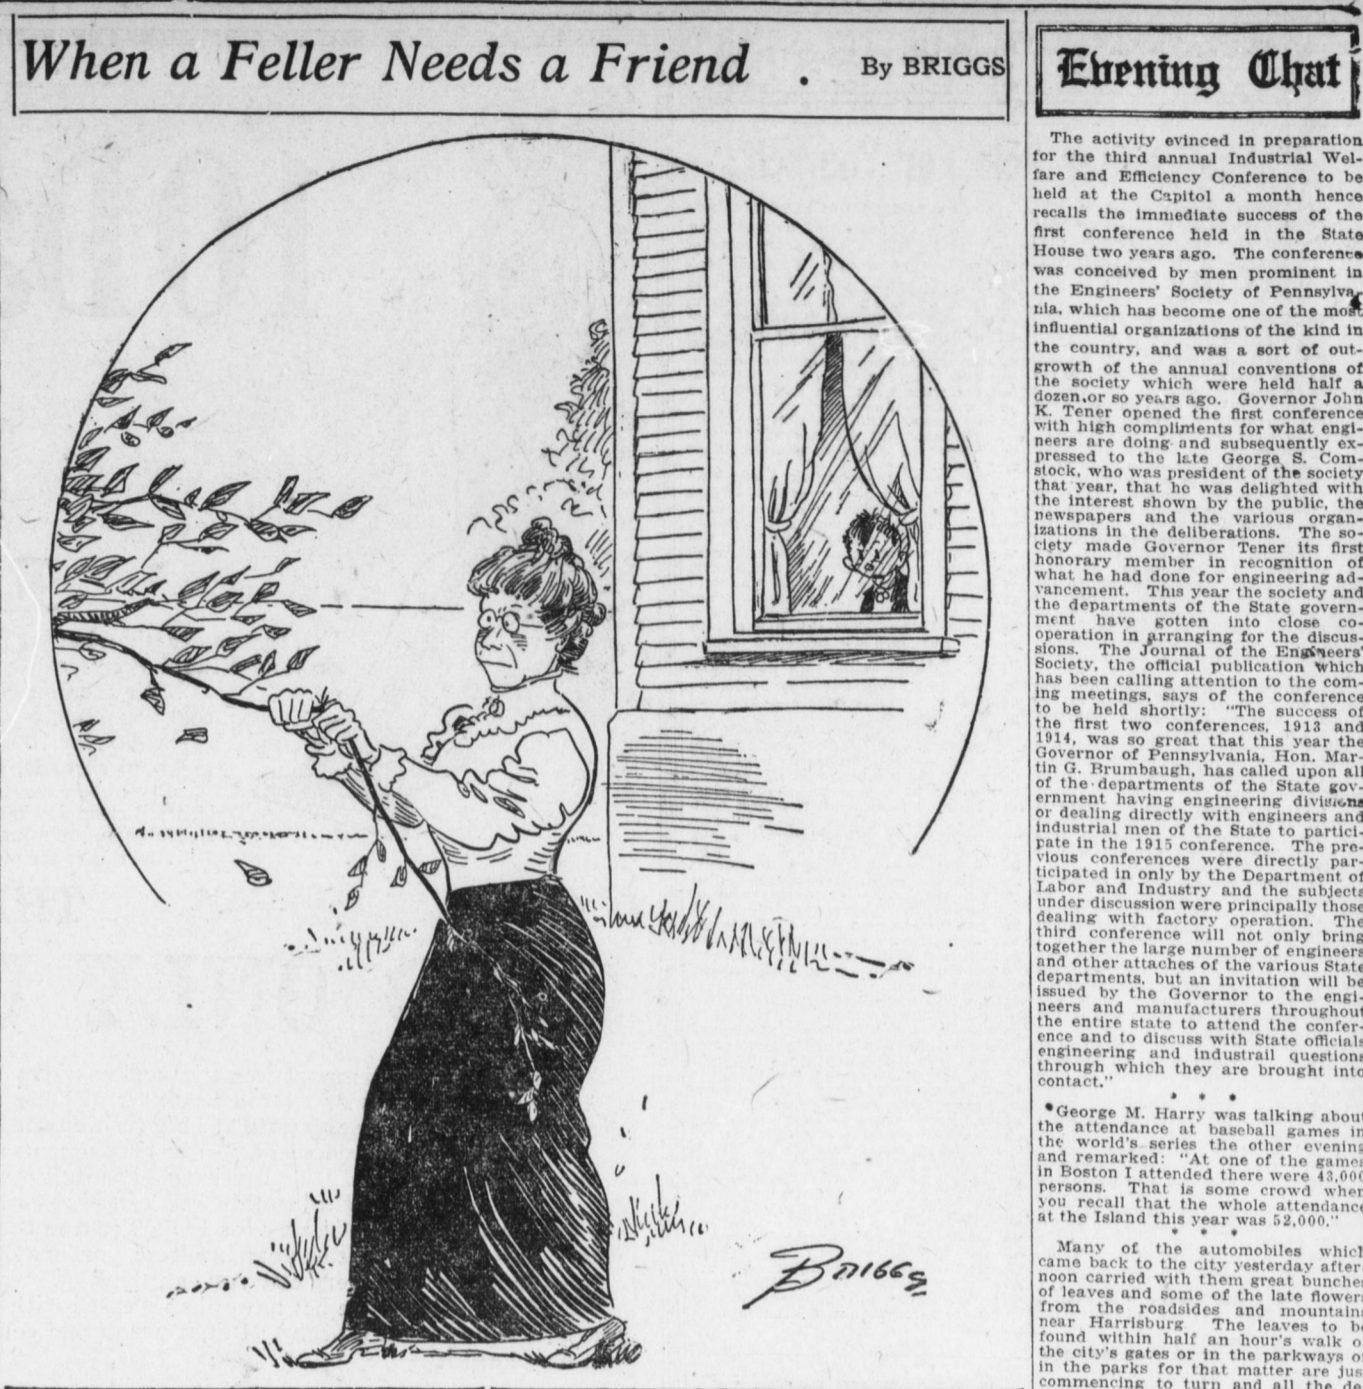 When a Feller Needs a Friend . By BRIGGS
BRIGGS
Evening Chat
The activity evinced in preparation
for the third annual Industrial Wel-
fare and Efficiency Conference to be
held at the Capitol a month hence
recalls the immediate success of the
first conference held in the State
House two years ago. The conference
was conceived by men prominent in
the Engineers' Society of Pennsylva-
nia, which has become one of the most
influential organizations of the kind in
the country, and was a sort of out-
growth of the annual conventions of
the society which were held half a
dozen.or so years ago. Governor John
K. Tener opened the first conference
with high compliments for what engi-
neers are doing and subsequently ex-
pressed to the late George S. Com-
stock, who was president of the society
that year, that he was delighted with
the interest shown by the public, the
newspapers and the various organ-
izations in the deliberations. The so-
ciety made Governor Tener its first
honorary member in recognition of
what he had done for engineering ad-
vancement. This year the society and
the departments of the State govern-
ment have gotten into close co-
operation in arranging for the discus-
sions. The Journal of the Engineers'
Society, the official publication which
has been calling attention to the com-
ing meetings, says of the conference
to be held shortly: "The success of
the first two conferences, 1913 and
1914, was so great that this year the
Governor of Pennsylvania, Hon. Mar-
tin G. Brumbaugh, has called upon all
of the departments of the State gov-
ernment having engineering divisions
or dealing directly with engineers and
industrial men of the State to partici-
pate in the 1915 conference. The pre-
vious conferences were directly par-
ticipated in only by the Department of
Labor and Industry and the subjects
under discussion were principally those
dealing with factory operation. The
third conference will not only bring
together the large number of engineers
and other attaches of the various State
departments, but an invitation will be
issued by the Governor to the engi-
neers and manufacturers throughout
the entire state to attend the confer-
ence and to discuss with State officials
engineering and industrail questions
through which they are brought into
contact."
* * *
George M. Harry was talking about
the attendance at baseball games in
the world's series the other evening
and remarked: "At one of the games
in Boston I attended there were 43,000
persons. That is some crowd when
you recall that the whole attendance
at the Island this year was 52,000."
* * *
Many of the automobiles which
came back to the city yesterday after-
noon carried with them great bunches
of leaves and some of the late flowers
from the roadsides and mountains
near Harrisburg The leaves to be
found within half an hour's walk of
the city's gates or in the parkways or
in the parks for that matter are just
commencing to turn and all the de-